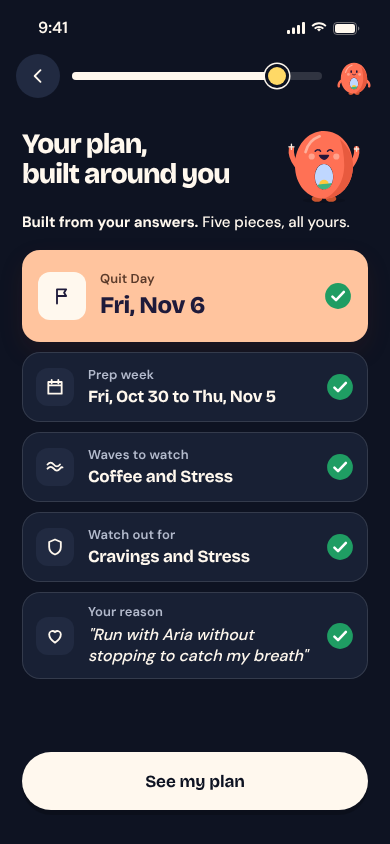 9:41
Your plan,
built around you
Built from your answers. Five pieces, all yours.
Quit Day
Fri, Nov 6
Prep week
Fri, Oct 30 to Thu, Nov 5
Waves to watch
Coffee and Stress
Watch out for
Cravings and Stress
Your reason
"Run with Aria without
stopping to catch my breath"
See my plan